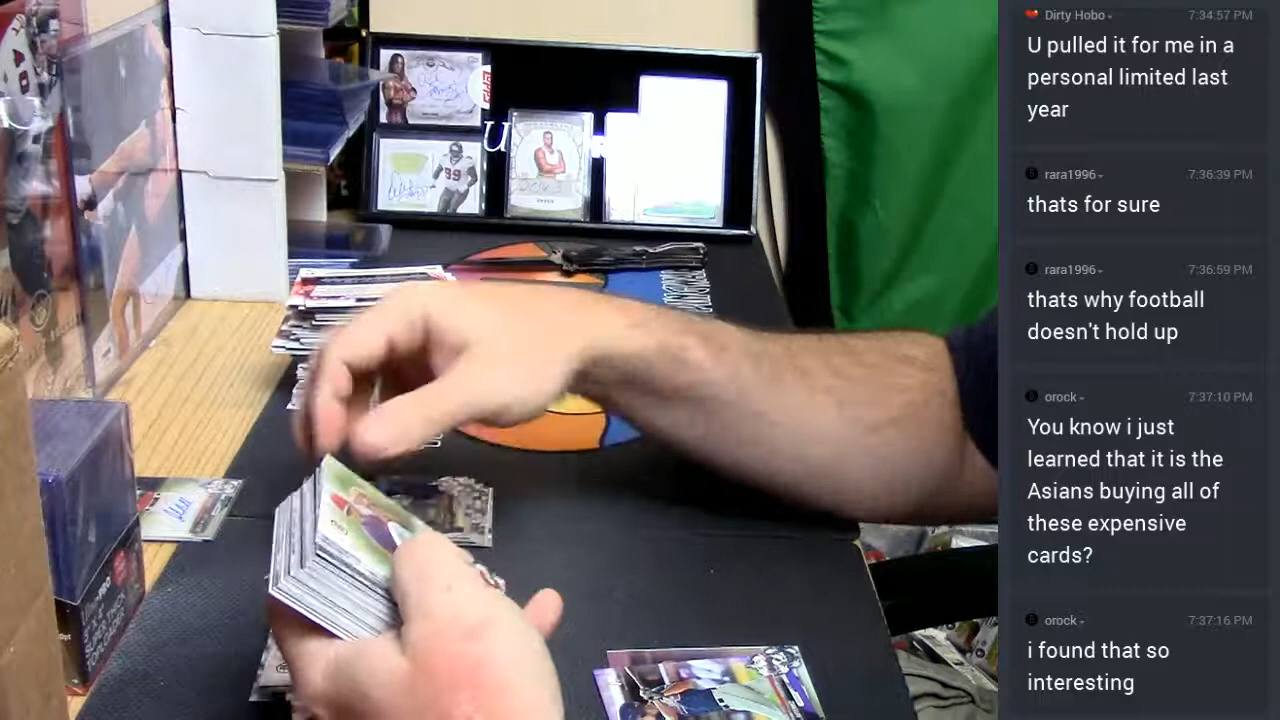 Dirty Hobo 7:34:57 PM
U pulled it for me in a
personal limited last
year
rara1996 7:36:39 PM
thats for sure
rara1996 7:36:59 PM
thats why football
doesn't hold up
orock 7:37:10 PM
You know i just
learned that it is the
Asians buying all of
these expensive
cards?
orock 7:37:16 PM
i found that so
interesting
99
TOPLOADERS